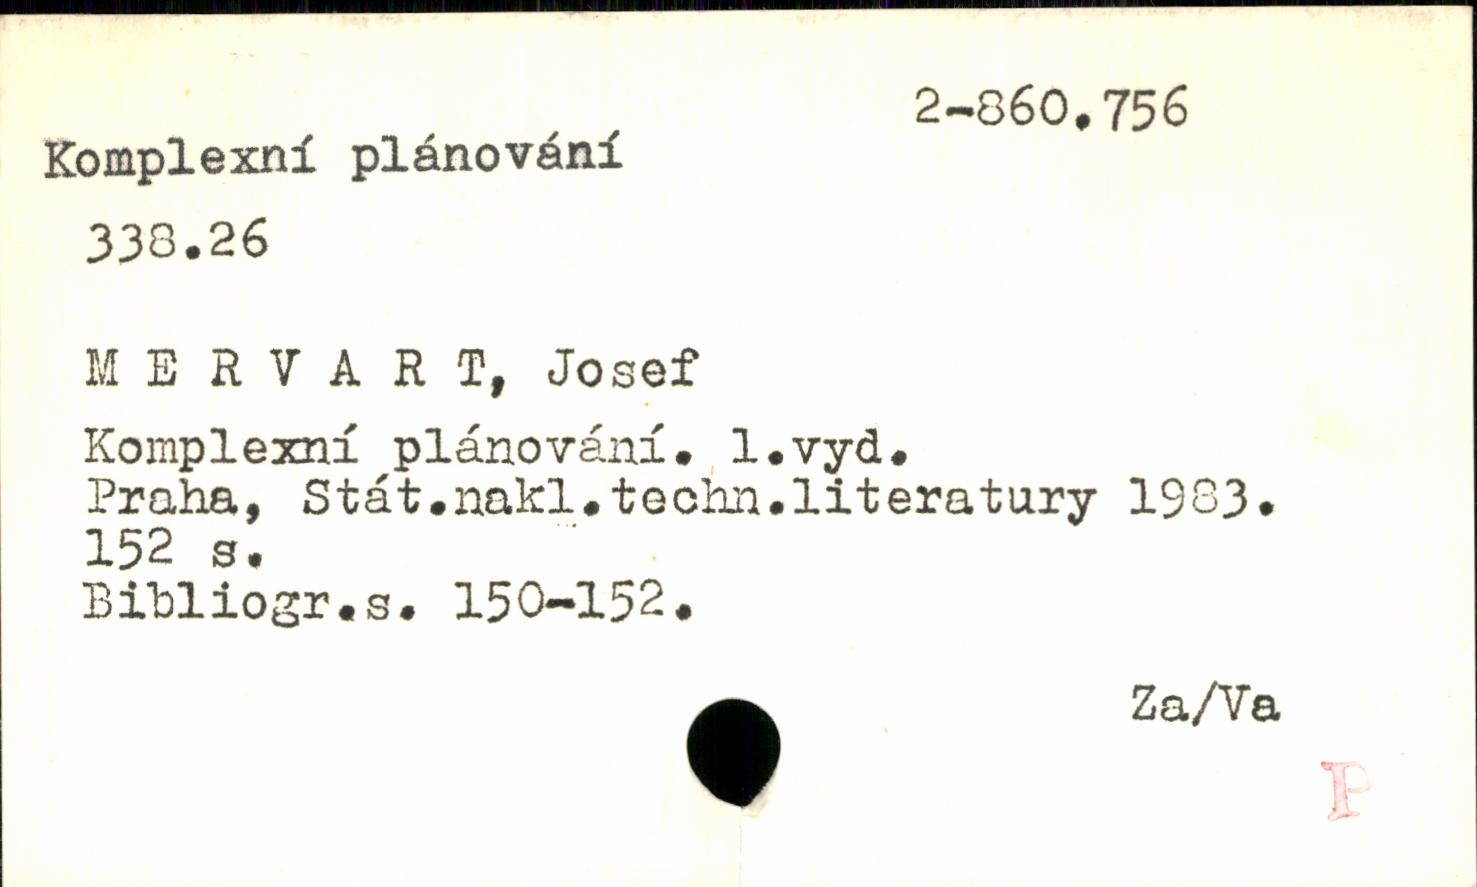 2-860.756
Komplexní plánování
338.26
M E R V A R T, Josef
Komplexní plánování. 1.vyd.
Praha, Stát.nakl.techn.literatury 1983.
152 s.
Bibliogr.s. 150-152.
Za/Va
P